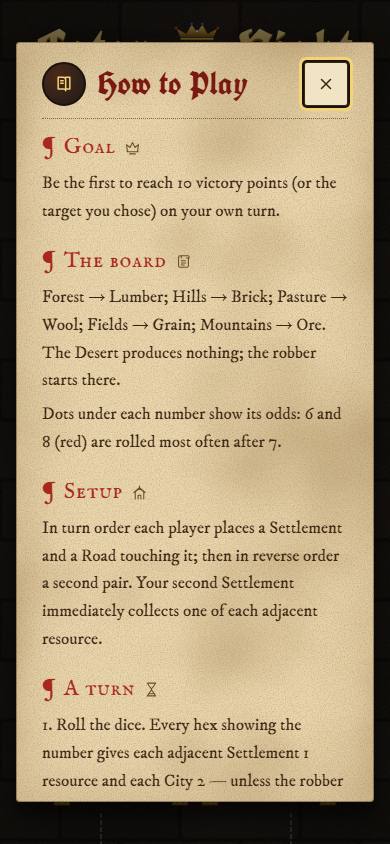 How to Play
¶ Goal
Be the first to reach 10 victory points (or the
target you chose) on your own turn.
¶ The board
Forest → Lumber; Hills → Brick; Pasture →
Wool; Fields → Grain; Mountains → Ore.
The Desert produces nothing; the robber
starts there.
Dots under each number show its odds: 6 and
8 (red) are rolled most often after 7.
¶ Setup
In turn order each player places a Settlement
and a Road touching it; then in reverse order
a second pair. Your second Settlement
immediately collects one of each adjacent
resource.
¶ A turn
1. Roll the dice. Every hex showing the
number gives each adjacent Settlement 1
resource and each City 2 — unless the robber